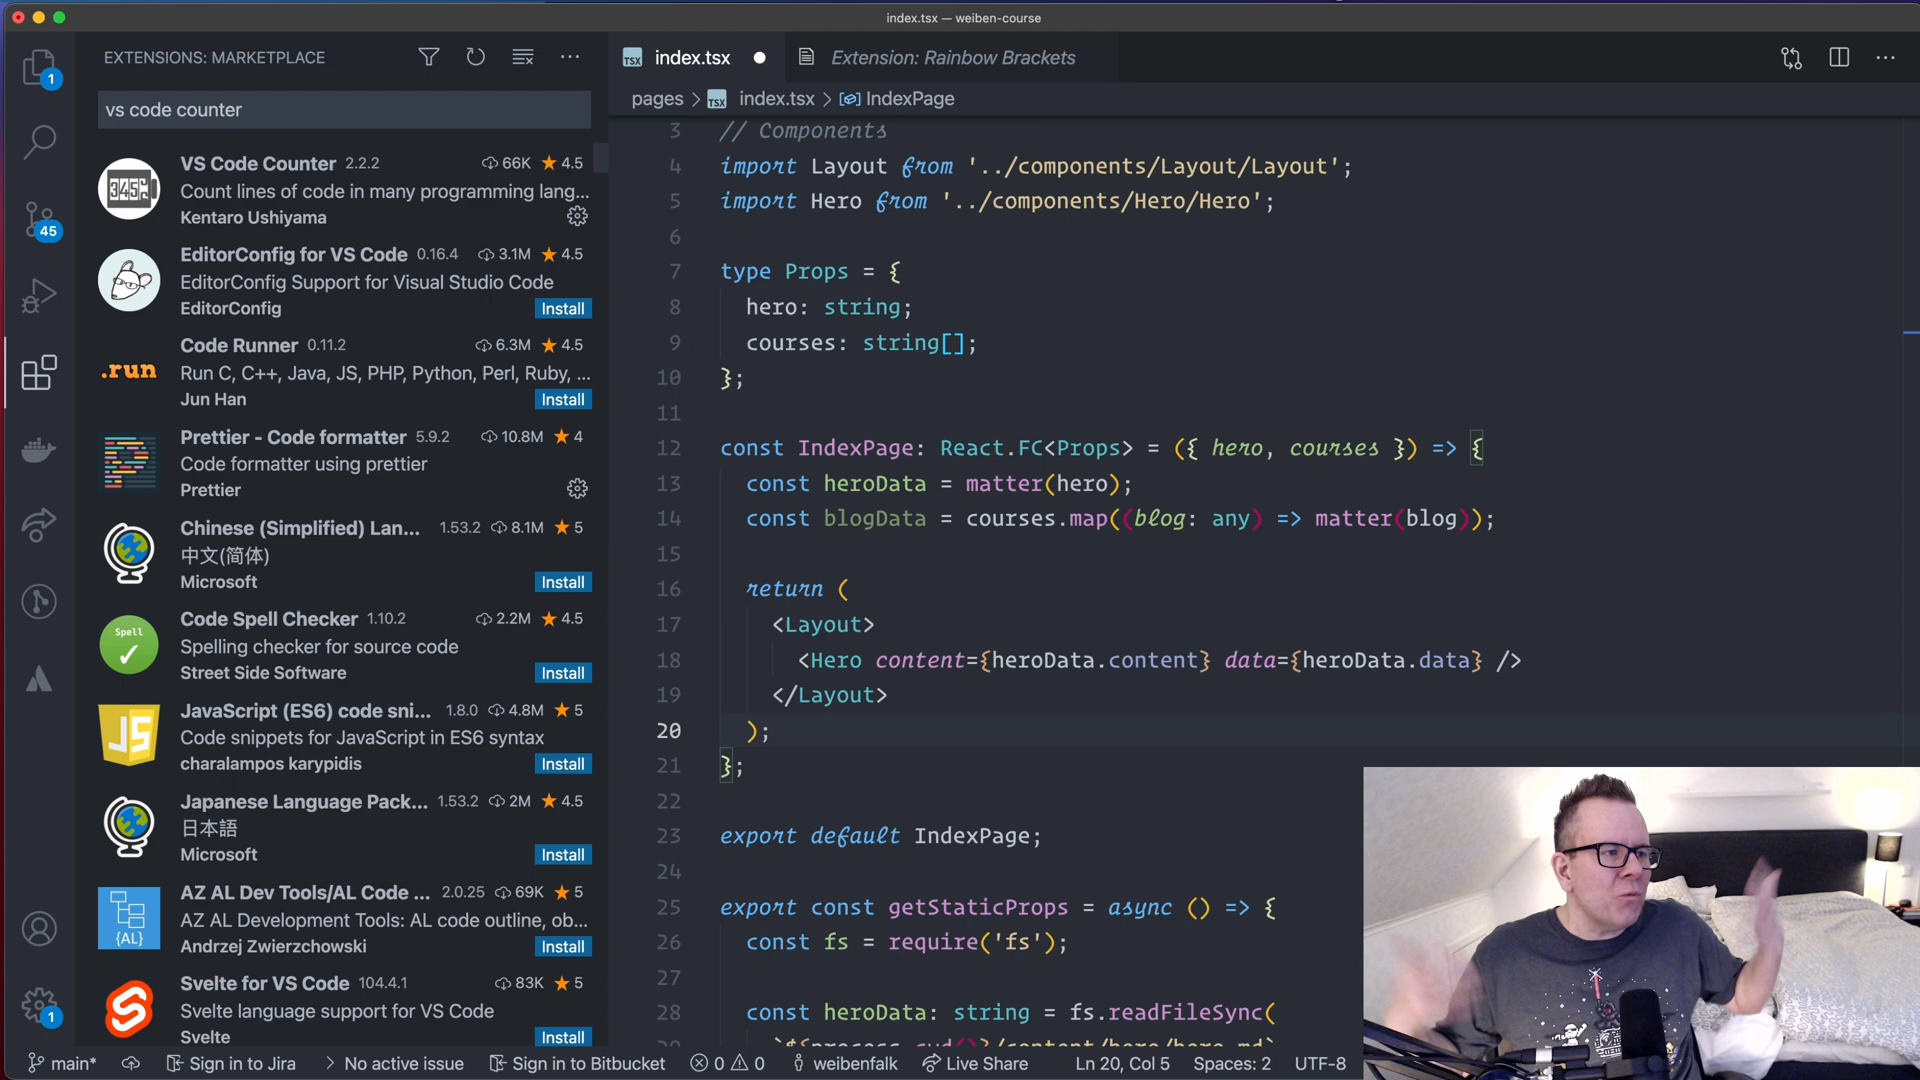 index.tsx — weiben-course
EXTENSIONS: MARKETPLACE
index.tsx
Extension: Rainbow Brackets
vs code counter
pages > index.tsx > IndexPage
VS Code Counter 2.2.2 66K 4.5
Count lines of code in many programming lang...
Kentaro Ushiyama
EditorConfig for VS Code 0.16.4 3.1M 4.5
EditorConfig Support for Visual Studio Code
EditorConfig Install
Code Runner 0.11.2 6.3M 4.5
.run
Run C, C++, Java, JS, PHP, Python, Perl, Ruby, ...
Jun Han Install
Prettier - Code formatter 5.9.2 10.8M 4
Code formatter using prettier
Prettier
Chinese (Simplified) Lan... 1.53.2 8.1M 5
中文(简体)
Microsoft Install
Code Spell Checker 1.10.2 2.2M 4.5
Spell
Spelling checker for source code
Street Side Software Install
JavaScript (ES6) code sni... 1.8.0 4.8M 5
JS
Code snippets for JavaScript in ES6 syntax
charalampos karypidis Install
Japanese Language Pack... 1.53.2 2M 4.5
日本語
Microsoft Install
AZ AL Dev Tools/AL Code ... 2.0.25 69K 5
{AL}
AZ AL Development Tools: AL code outline, ob...
Andrzej Zwierzchowski Install
Svelte for VS Code 104.4.1 83K 5
Svelte language support for VS Code
Svelte Install
1
45
1
3 // Components
4 import Layout from '../components/Layout/Layout';
5 import Hero from '../components/Hero/Hero';
6
7 type Props = {
8 hero: string;
9 courses: string[];
10 };
11
12 const IndexPage: React.FC<Props> = ({ hero, courses }) => {
13 const heroData = matter(hero);
14 const blogData = courses.map((blog: any) => matter(blog));
15
16 return (
17 <Layout>
18 <Hero content={heroData.content} data={heroData.data} />
19 </Layout>
20 );
21 };
22
23 export default IndexPage;
24
25 export const getStaticProps = async () => {
26 const fs = require('fs');
27
28 const heroData: string = fs.readFileSync(
main* Sign in to Jira > No active issue Sign in to Bitbucket 0 0 weibenfalk Live Share Ln 20, Col 5 Spaces: 2 UTF-8